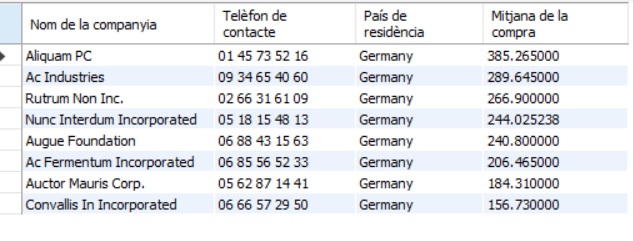 Nom de la companyia Telèfon de contacte País de residència Mitjana de la compra
Aliquam PC 01 45 73 52 16 Germany 385.265000
Ac Industries 09 34 65 40 60 Germany 289.645000
Rutrum Non Inc. 02 66 31 61 09 Germany 266.900000
Nunc Interdum Incorporated 05 18 15 48 13 Germany 244.025238
Augue Foundation 06 88 43 15 63 Germany 240.800000
Ac Fermentum Incorporated 06 85 56 52 33 Germany 206.465000
Auctor Mauris Corp. 05 62 87 14 41 Germany 184.310000
Convallis In Incorporated 06 66 57 29 50 Germany 156.730000